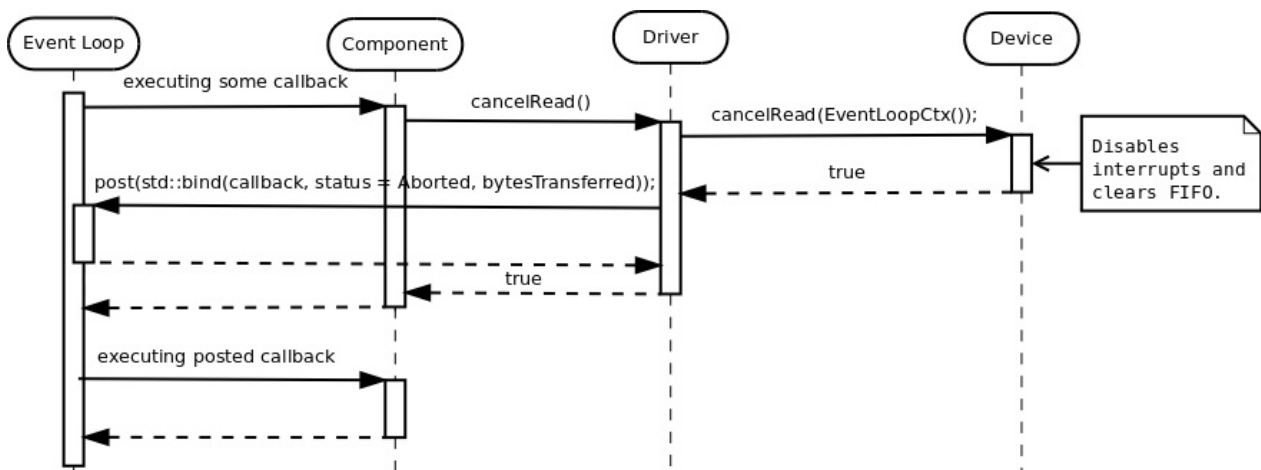 Event Loop
Component
Driver
Device
executing some callback
cancelRead()
cancelRead(EventLoopCtx());
Disables
interrupts and
clears FIFO.
true
post(std::bind(callback, status = Aborted, bytesTransferred));
true
executing posted callback